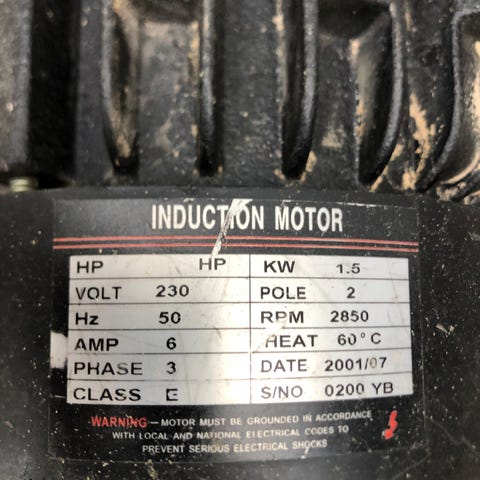 INDUCTION MOTOR
HP HP KW 1.5
VOLT 230 POLE 2
Hz 50 RPM 2850
AMP 6 HEAT 60°C
PHASE 3 DATE 2001/07
CLASS E S/NO 0200 YB
WARNING – MOTOR MUST BE GROUNDED IN ACCORDANCE
WITH LOCAL AND NATIONAL ELECTRICAL CODES TO
PREVENT SERIOUS ELECTRICAL SHOCKS